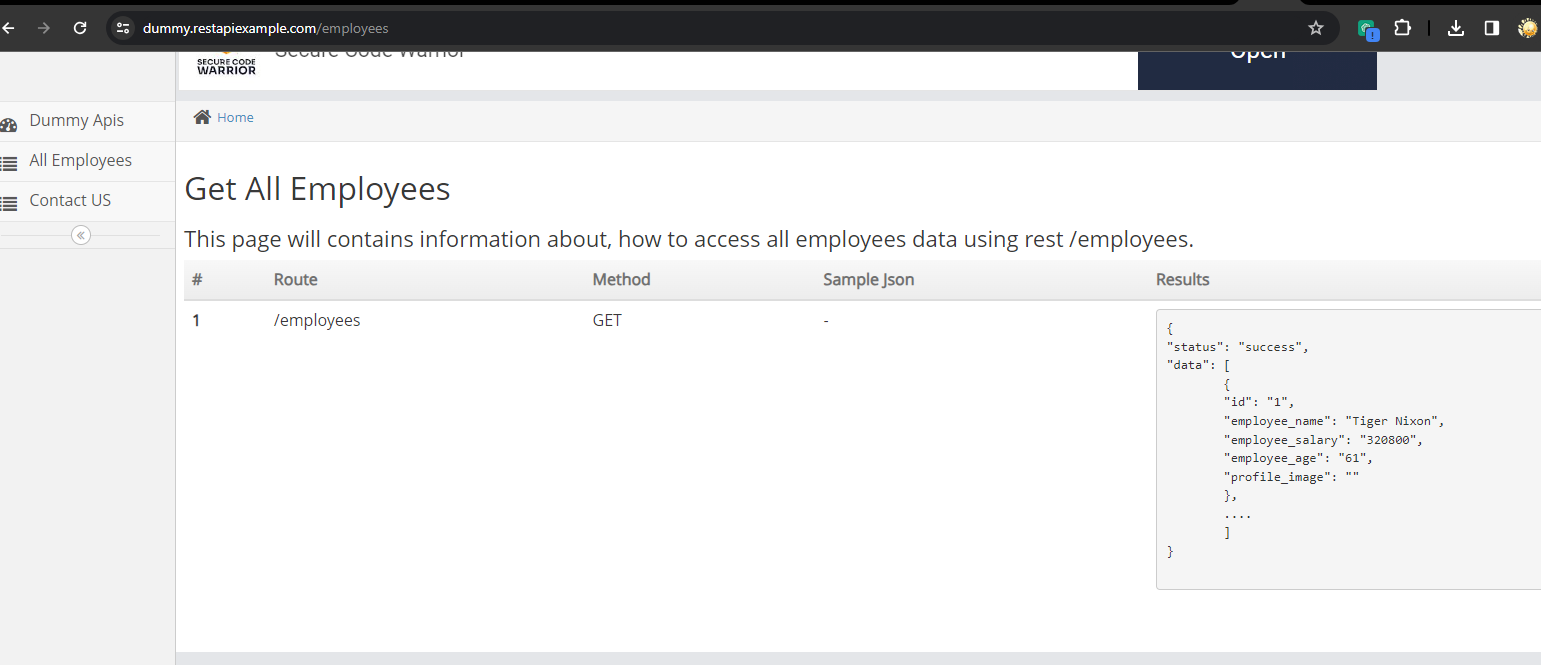 dummy.restapiexample.com/employees
Secure Code Warrior
Open
SECURE CODE
WARRIOR
Dummy Apis
All Employees
Contact US
Home
Get All Employees
This page will contains information about, how to access all employees data using rest /employees.
# Route Method Sample Json Results
1 /employees GET -
{
"status": "success",
"data": [
{
"id": "1",
"employee_name": "Tiger Nixon",
"employee_salary": "320800",
"employee_age": "61",
"profile_image": ""
},
....
]
}